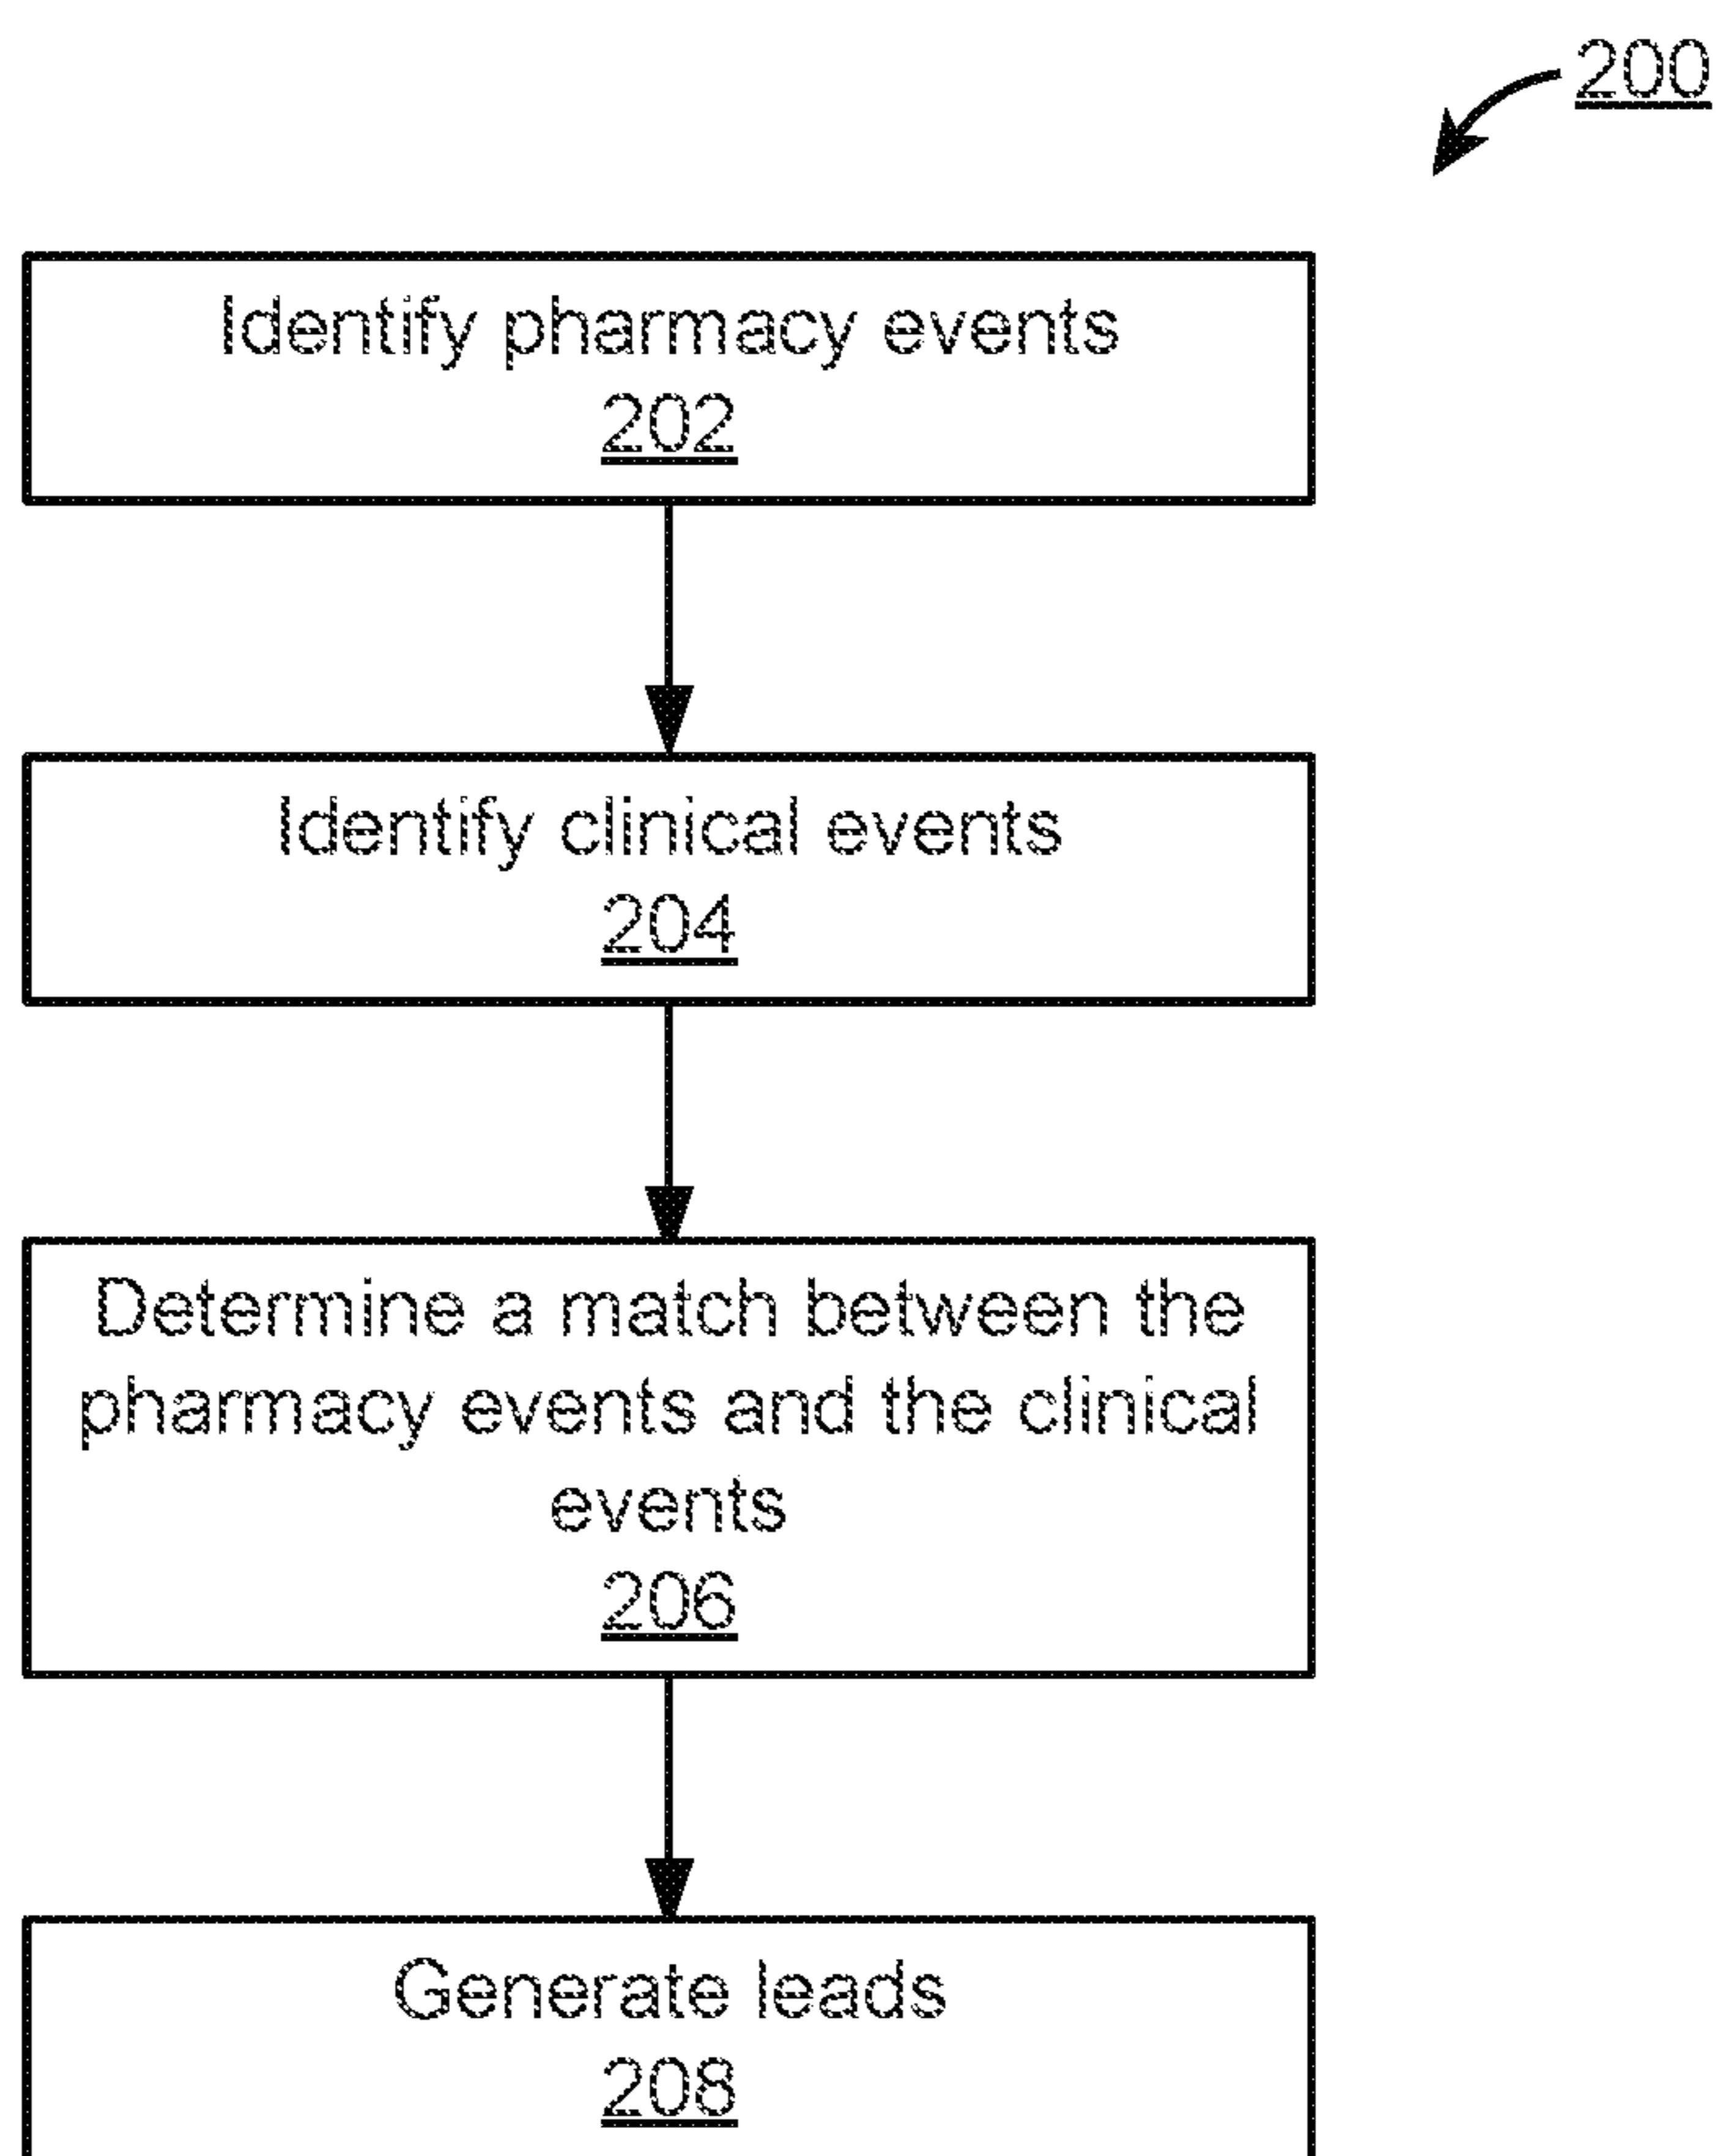 200
Identify pharmacy events
202
Identify clinical events
204
Determine a match between the
pharmacy events and the clinical
events
206
Generate leads
208